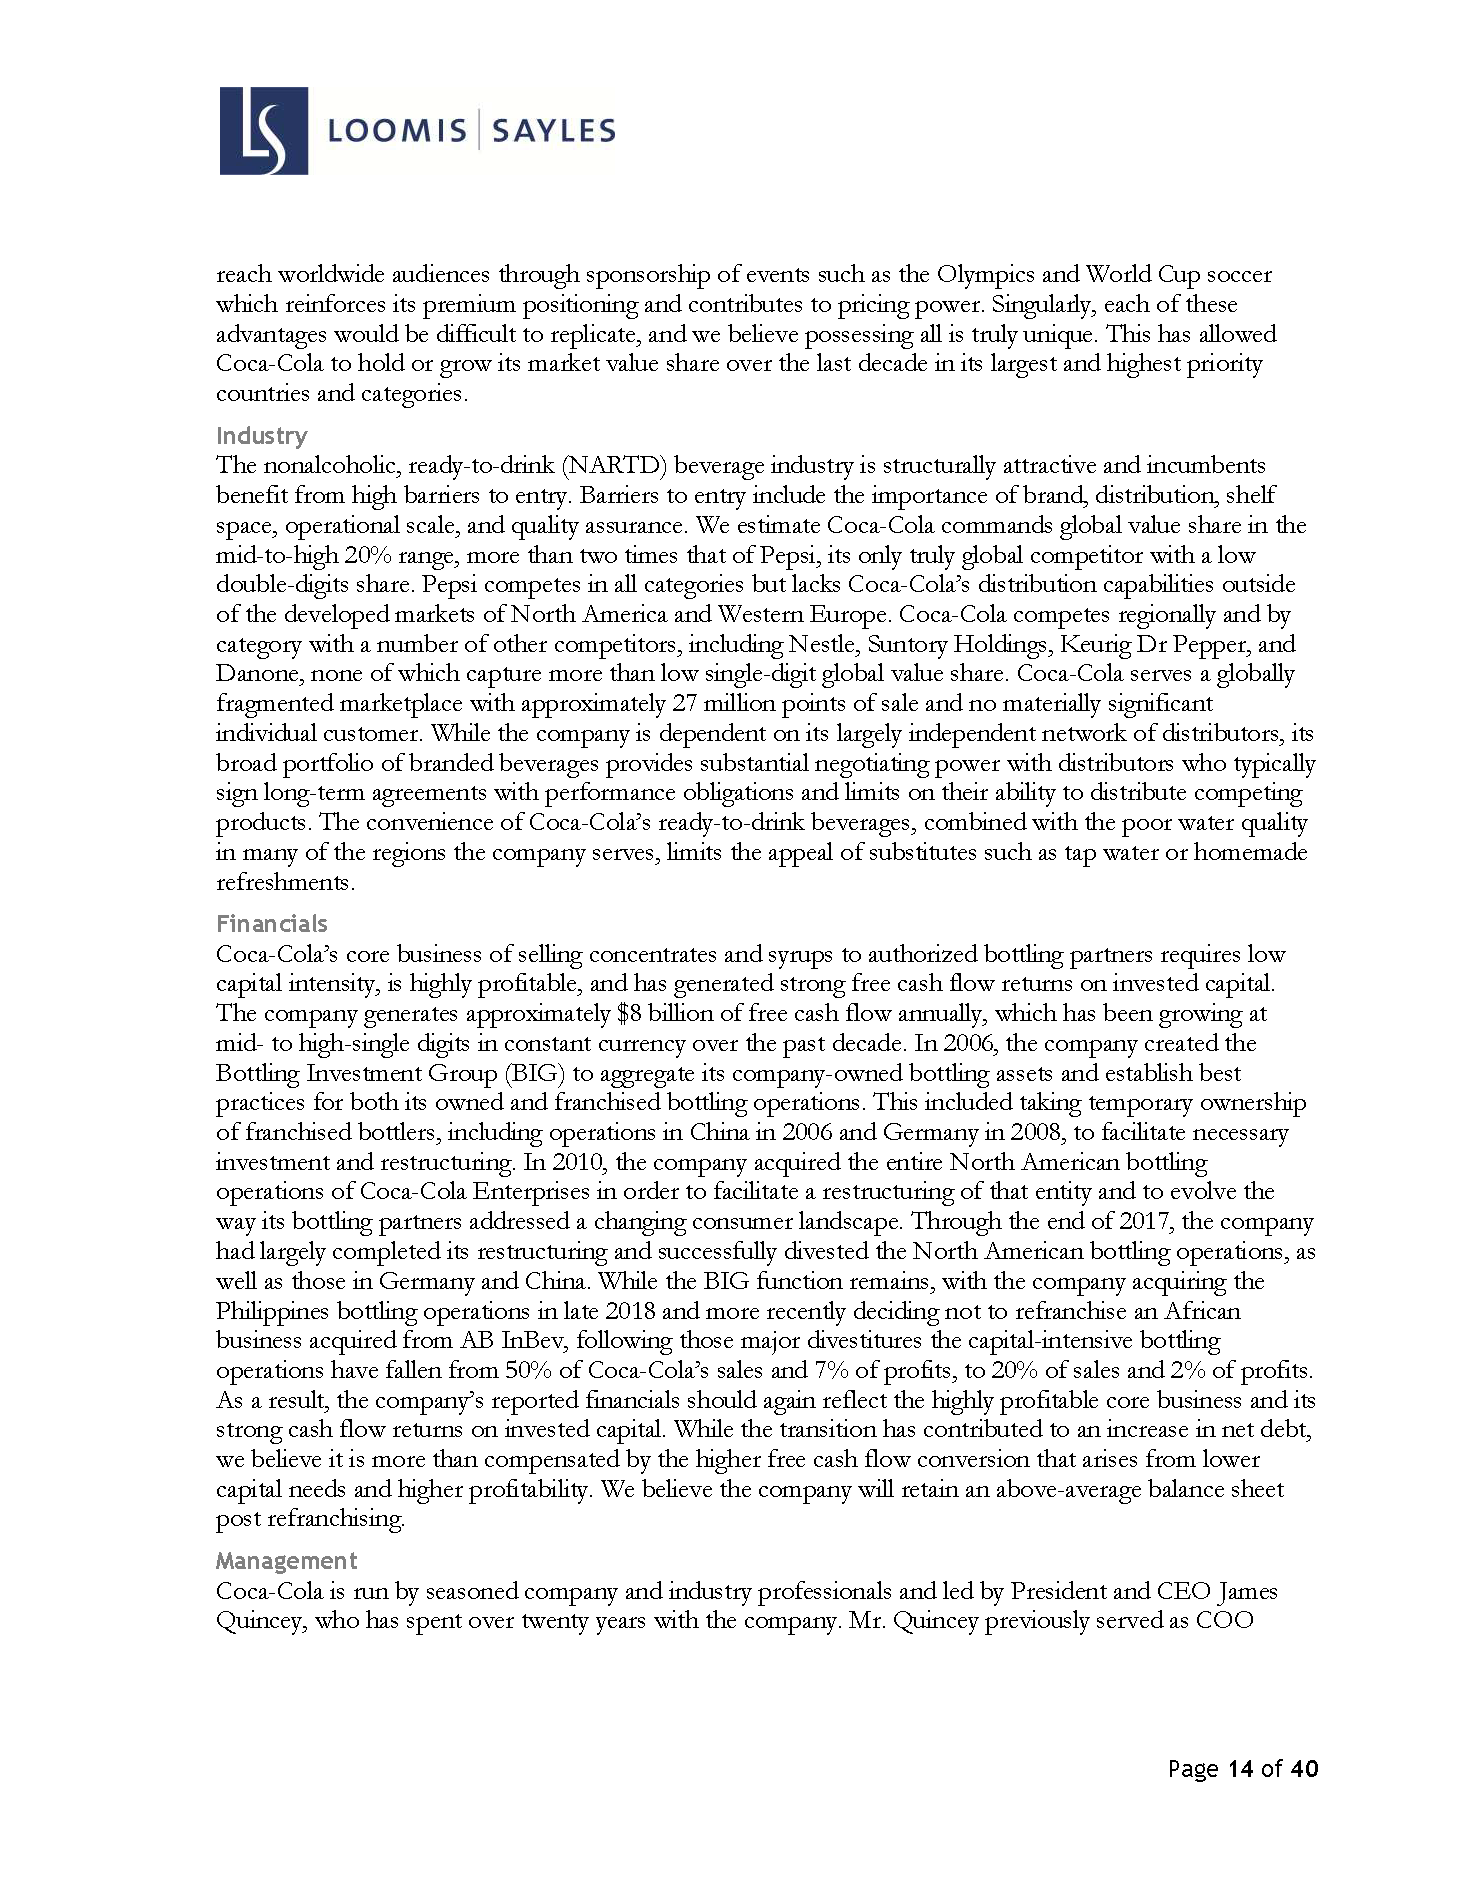 LS LOOMIS | SAYLES
reach worldwide audiences through sponsorship of events such as the Olympics and World Cup soccer
which reinforces its premium positioning and contributes to pricing power. Singularly, each of these
advantages would be difficult to replicate, and we believe possessing all is truly unique. This has allowed
Coca-Cola to hold or grow its market value share over the last decade in its largest and highest priority
countries and categories.
Industry
The nonalcoholic, ready-to-drink (NARTD) beverage industry is structurally attractive and incumbents
benefit from high barriers to entry. Barriers to entry include the importance of brand, distribution, shelf
space, operational scale, and quality assurance. We estimate Coca-Cola commands global value share in the
mid-to-high 20% range, more than two times that of Pepsi, its only truly global competitor with a low
double-digits share. Pepsi competes in all categories but lacks Coca-Cola’s distribution capabilities outside
of the developed markets of North America and Western Europe. Coca-Cola competes regionally and by
category with a number of other competitors, including Nestle, Suntory Holdings, Keurig Dr Pepper, and
Danone, none of which capture more than low single-digit global value share. Coca-Cola serves a globally
fragmented marketplace with approximately 27 million points of sale and no materially significant
individual customer. While the company is dependent on its largely independent network of distributors, its
broad portfolio of branded beverages provides substantial negotiating power with distributors who typically
sign long-term agreements with performance obligations and limits on their ability to distribute competing
products. The convenience of Coca-Cola’s ready-to-drink beverages, combined with the poor water quality
in many of the regions the company serves, limits the appeal of substitutes such as tap water or homemade
refreshments.
Financials
Coca-Cola’s core business of selling concentrates and syrups to authorized bottling partners requires low
capital intensity, is highly profitable, and has generated strong free cash flow returns on invested capital.
The company generates approximately $8 billion of free cash flow annually, which has been growing at
mid- to high-single digits in constant currency over the past decade. In 2006, the company created the
Bottling Investment Group (BIG) to aggregate its company-owned bottling assets and establish best
practices for both its owned and franchised bottling operations. This included taking temporary ownership
of franchised bottlers, including operations in China in 2006 and Germany in 2008, to facilitate necessary
investment and restructuring. In 2010, the company acquired the entire North American bottling
operations of Coca-Cola Enterprises in order to facilitate a restructuring of that entity and to evolve the
way its bottling partners addressed a changing consumer landscape. Through the end of 2017, the company
had largely completed its restructuring and successfully divested the North American bottling operations, as
well as those in Germany and China. While the BIG function remains, with the company acquiring the
Philippines bottling operations in late 2018 and more recently deciding not to refranchise an African
business acquired from AB InBev, following those major divestitures the capital-intensive bottling
operations have fallen from 50% of Coca-Cola’s sales and 7% of profits, to 20% of sales and 2% of profits.
As a result, the company’s reported financials should again reflect the highly profitable core business and its
strong cash flow returns on invested capital. While the transition has contributed to an increase in net debt,
we believe it is more than compensated by the higher free cash flow conversion that arises from lower
capital needs and higher profitability. We believe the company will retain an above-average balance sheet
post refranchising.
Management
Coca-Cola is run by seasoned company and industry professionals and led by President and CEO James
Quincey, who has spent over twenty years with the company. Mr. Quincey previously served as COO
Page 14 of 40